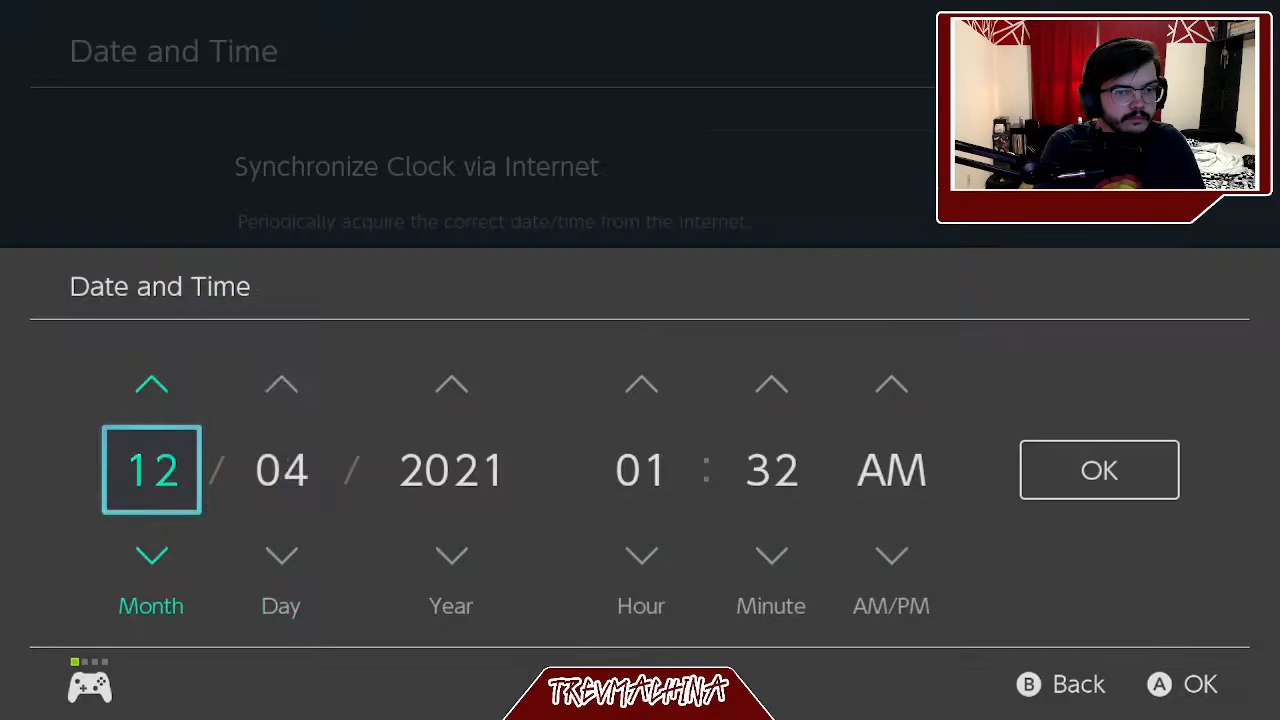 Date and Time
Synchronize Clock via Internet
Periodically acquire the correct date/time from the internet.
Date and Time
12 / 04 / 2021 01 : 32 AM OK
Month Day Year Hour Minute AM/PM
TREVMACHINA
B Back A OK